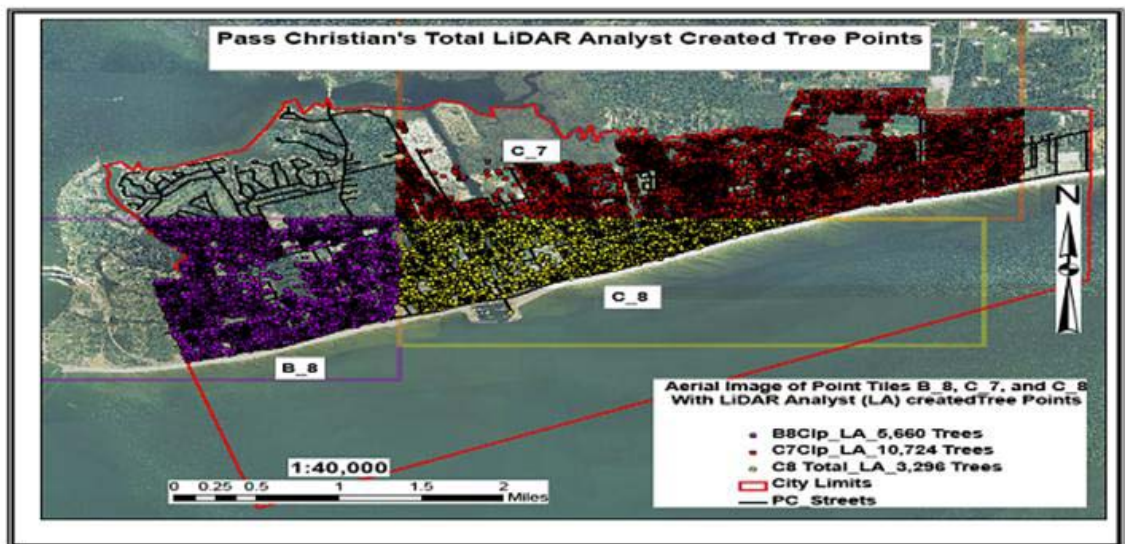 Pass Christian's Total LiDAR Analyst Created Tree Points
C_7
C_8
B_8
N
Aerial Image of Point Tiles B_8, C_7, and C_8
With LiDAR Analyst (LA) createdTree Points
B8Clp_LA_5,660 Trees
C7Clp_LA_10,724 Trees
C8 Total_LA_3,296 Trees
City Limits
PC_Streets
1:40,000
0 0.25 0.5 1 1.5 2
Miles